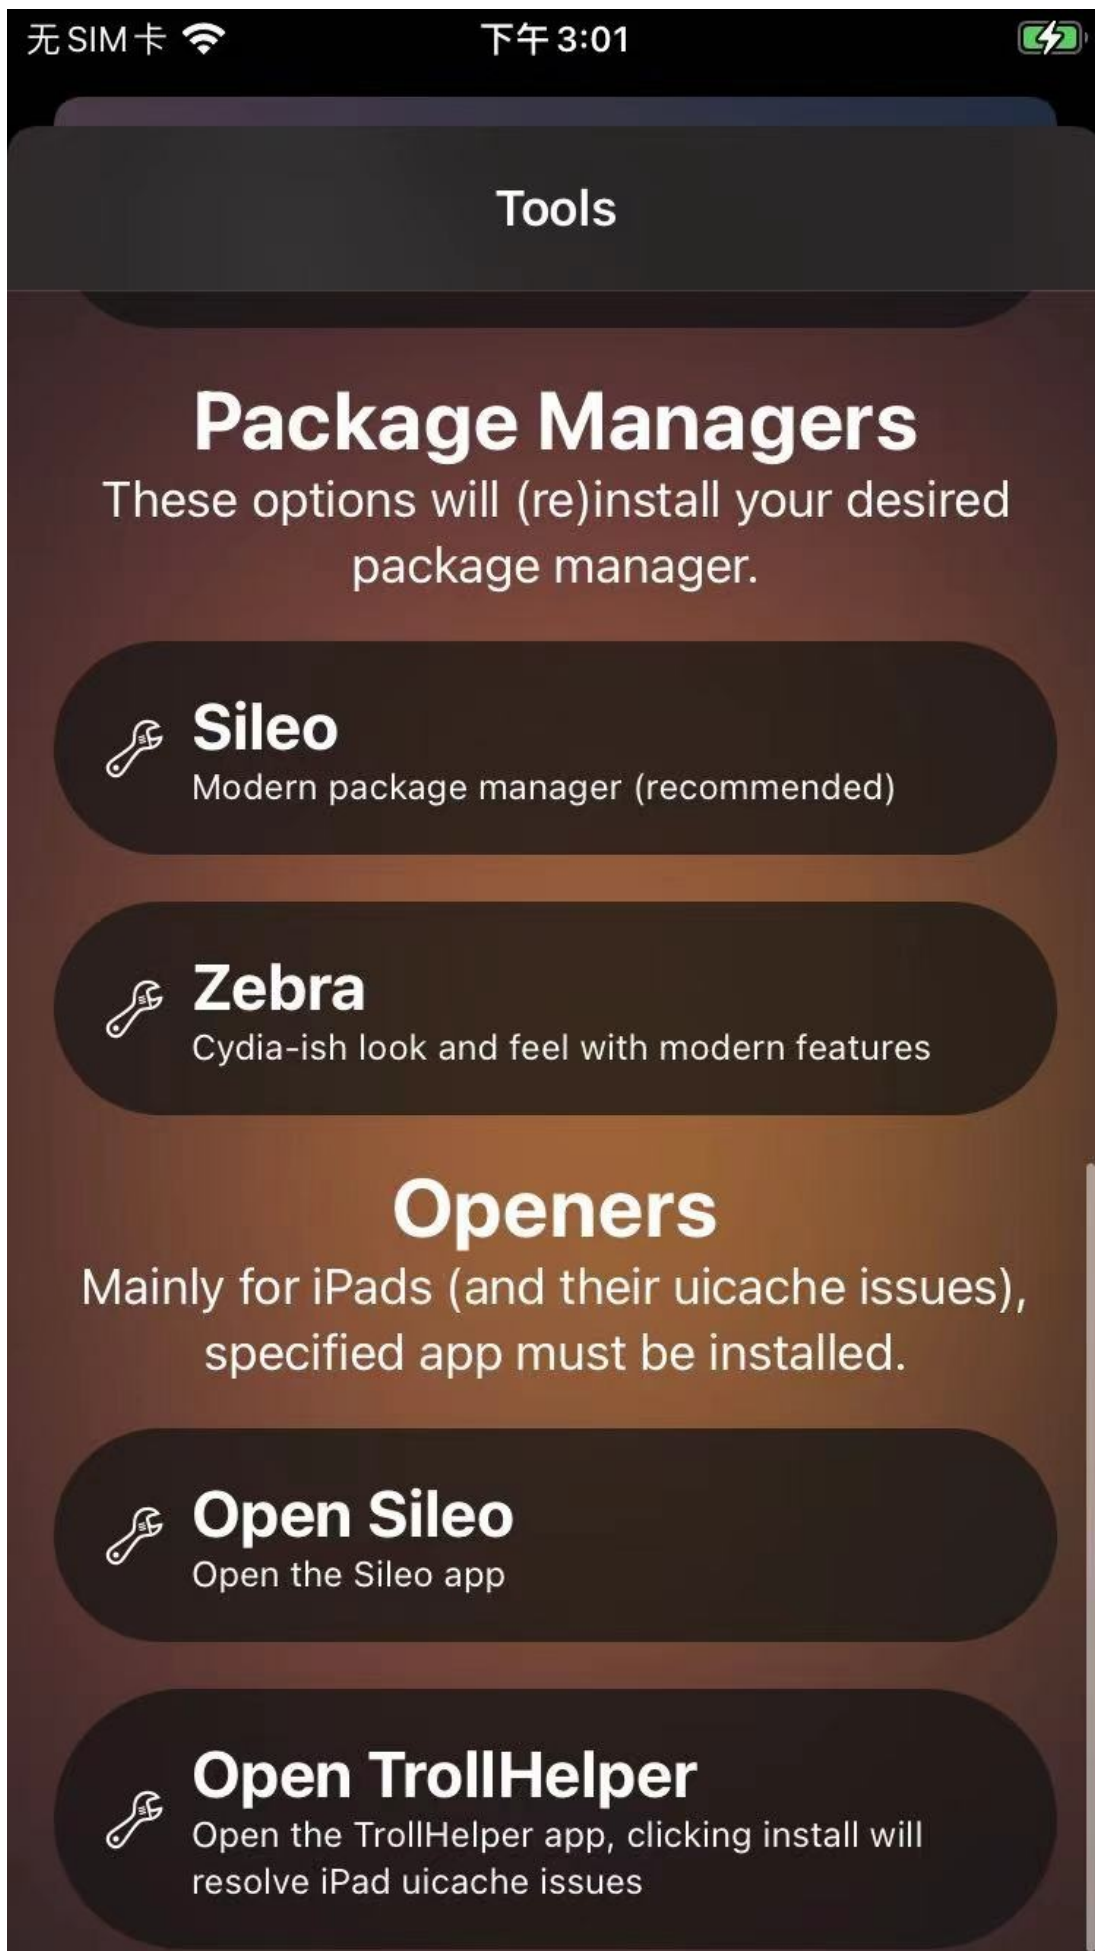 无 SIM 卡
下午 3:01
Tools
Package Managers
These options will (re)install your desired
package manager.
Sileo
Modern package manager (recommended)
Zebra
Cydia-ish look and feel with modern features
Openers
Mainly for iPads (and their uicache issues),
specified app must be installed.
Open Sileo
Open the Sileo app
Open TrollHelper
Open the TrollHelper app, clicking install will
resolve iPad uicache issues